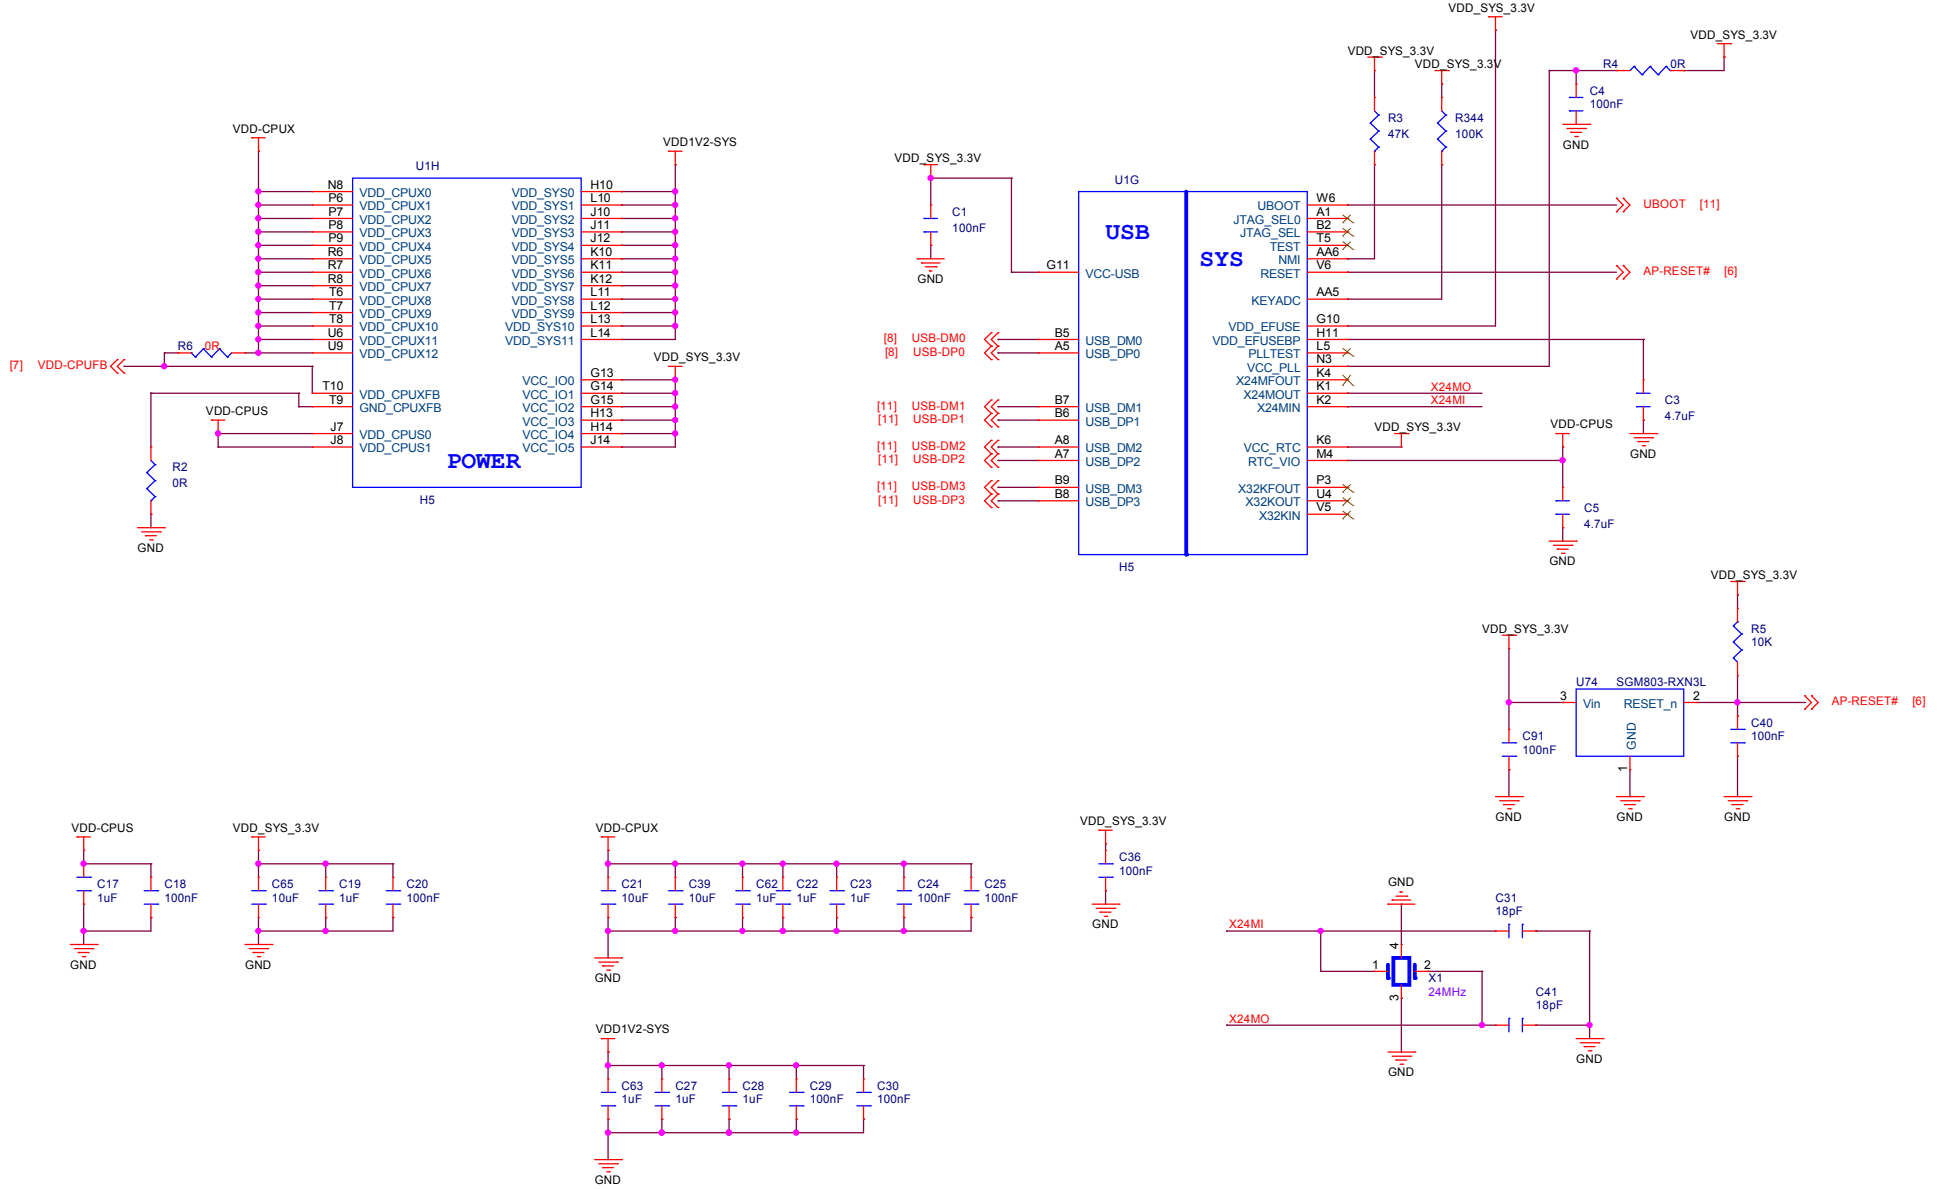 VDD_SYS_3.3V
VDD_SYS_3.3V
VDD_SYS_3.3V
VDD_SYS_3.3V
R4 0R
C4
100nF
GND
R3
47K
R344
100K
VDD-CPUX
VDD1V2-SYS
U1H
N8 VDD_CPUX0 VDD_SYS0 H10
P6 VDD_CPUX1 VDD_SYS1 L10
P7 VDD_CPUX2 VDD_SYS2 J10
P8 VDD_CPUX3 VDD_SYS3 J11
P9 VDD_CPUX4 VDD_SYS4 J12
R6 VDD_CPUX5 VDD_SYS5 K10
R7 VDD_CPUX6 VDD_SYS6 K11
R8 VDD_CPUX7 VDD_SYS7 K12
T6 VDD_CPUX8 VDD_SYS8 L11
T7 VDD_CPUX9 VDD_SYS9 L12
T8 VDD_CPUX10 VDD_SYS10 L13
U6 VDD_CPUX11 VDD_SYS11 L14
U9 VDD_CPUX12
R6 0R
[7] VDD-CPUFB
VDD_SYS_3.3V
VCC_IO0 G13
T10 VDD_CPUXFB VCC_IO1 G14
T9 GND_CPUXFB VCC_IO2 G15
VCC_IO3 H13
VDD-CPUS
J7 VDD_CPUS0 VCC_IO4 H14
J8 VDD_CPUS1 VCC_IO5 J14
POWER
H5
R2
0R
GND
VDD_SYS_3.3V
C1
100nF
GND
U1G
USB
SYS
G11 VCC-USB
[8] USB-DM0 B5 USB_DM0
[8] USB-DP0 A5 USB_DP0
[11] USB-DM1 B7 USB_DM1
[11] USB-DP1 B6 USB_DP1
[11] USB-DM2 A8 USB_DM2
[11] USB-DP2 A7 USB_DP2
[11] USB-DM3 B9 USB_DM3
[11] USB-DP3 B8 USB_DP3
UBOOT W6 UBOOT [11]
JTAG_SEL0 A1
JTAG_SEL B2
TEST T5
NMI AA6
RESET V6 AP-RESET# [6]
KEYADC AA5
VDD_EFUSE G10
VDD_EFUSEBP H11
PLLTEST L5
VCC_PLL N3
X24MFOUT K4
X24MOUT K1 X24MO
X24MIN K2 X24MI
VCC_RTC K6 VDD_SYS_3.3V
RTC_VIO M4
X32KFOUT P3
X32KOUT U4
X32KIN V5
H5
C3
4.7uF
GND
VDD-CPUS
C5
4.7uF
GND
VDD_SYS_3.3V
VDD_SYS_3.3V
R5
10K
U74 SGM803-RXN3L
3 Vin RESET_n 2
GND
1
AP-RESET# [6]
C91
100nF
C40
100nF
GND
GND
GND
VDD-CPUS
C17
1uF
C18
100nF
GND
VDD_SYS_3.3V
C65
10uF
C19
1uF
C20
100nF
GND
VDD-CPUX
C21
10uF
C39
10uF
C62
1uF
C22
1uF
C23
1uF
C24
100nF
C25
100nF
GND
VDD_SYS_3.3V
C36
100nF
GND
VDD1V2-SYS
C63
1uF
C27
1uF
C28
1uF
C29
100nF
C30
100nF
GND
GND
C31
18pF
X24MI
4
1
2
X1
24MHz
3
C41
18pF
X24MO
GND
GND